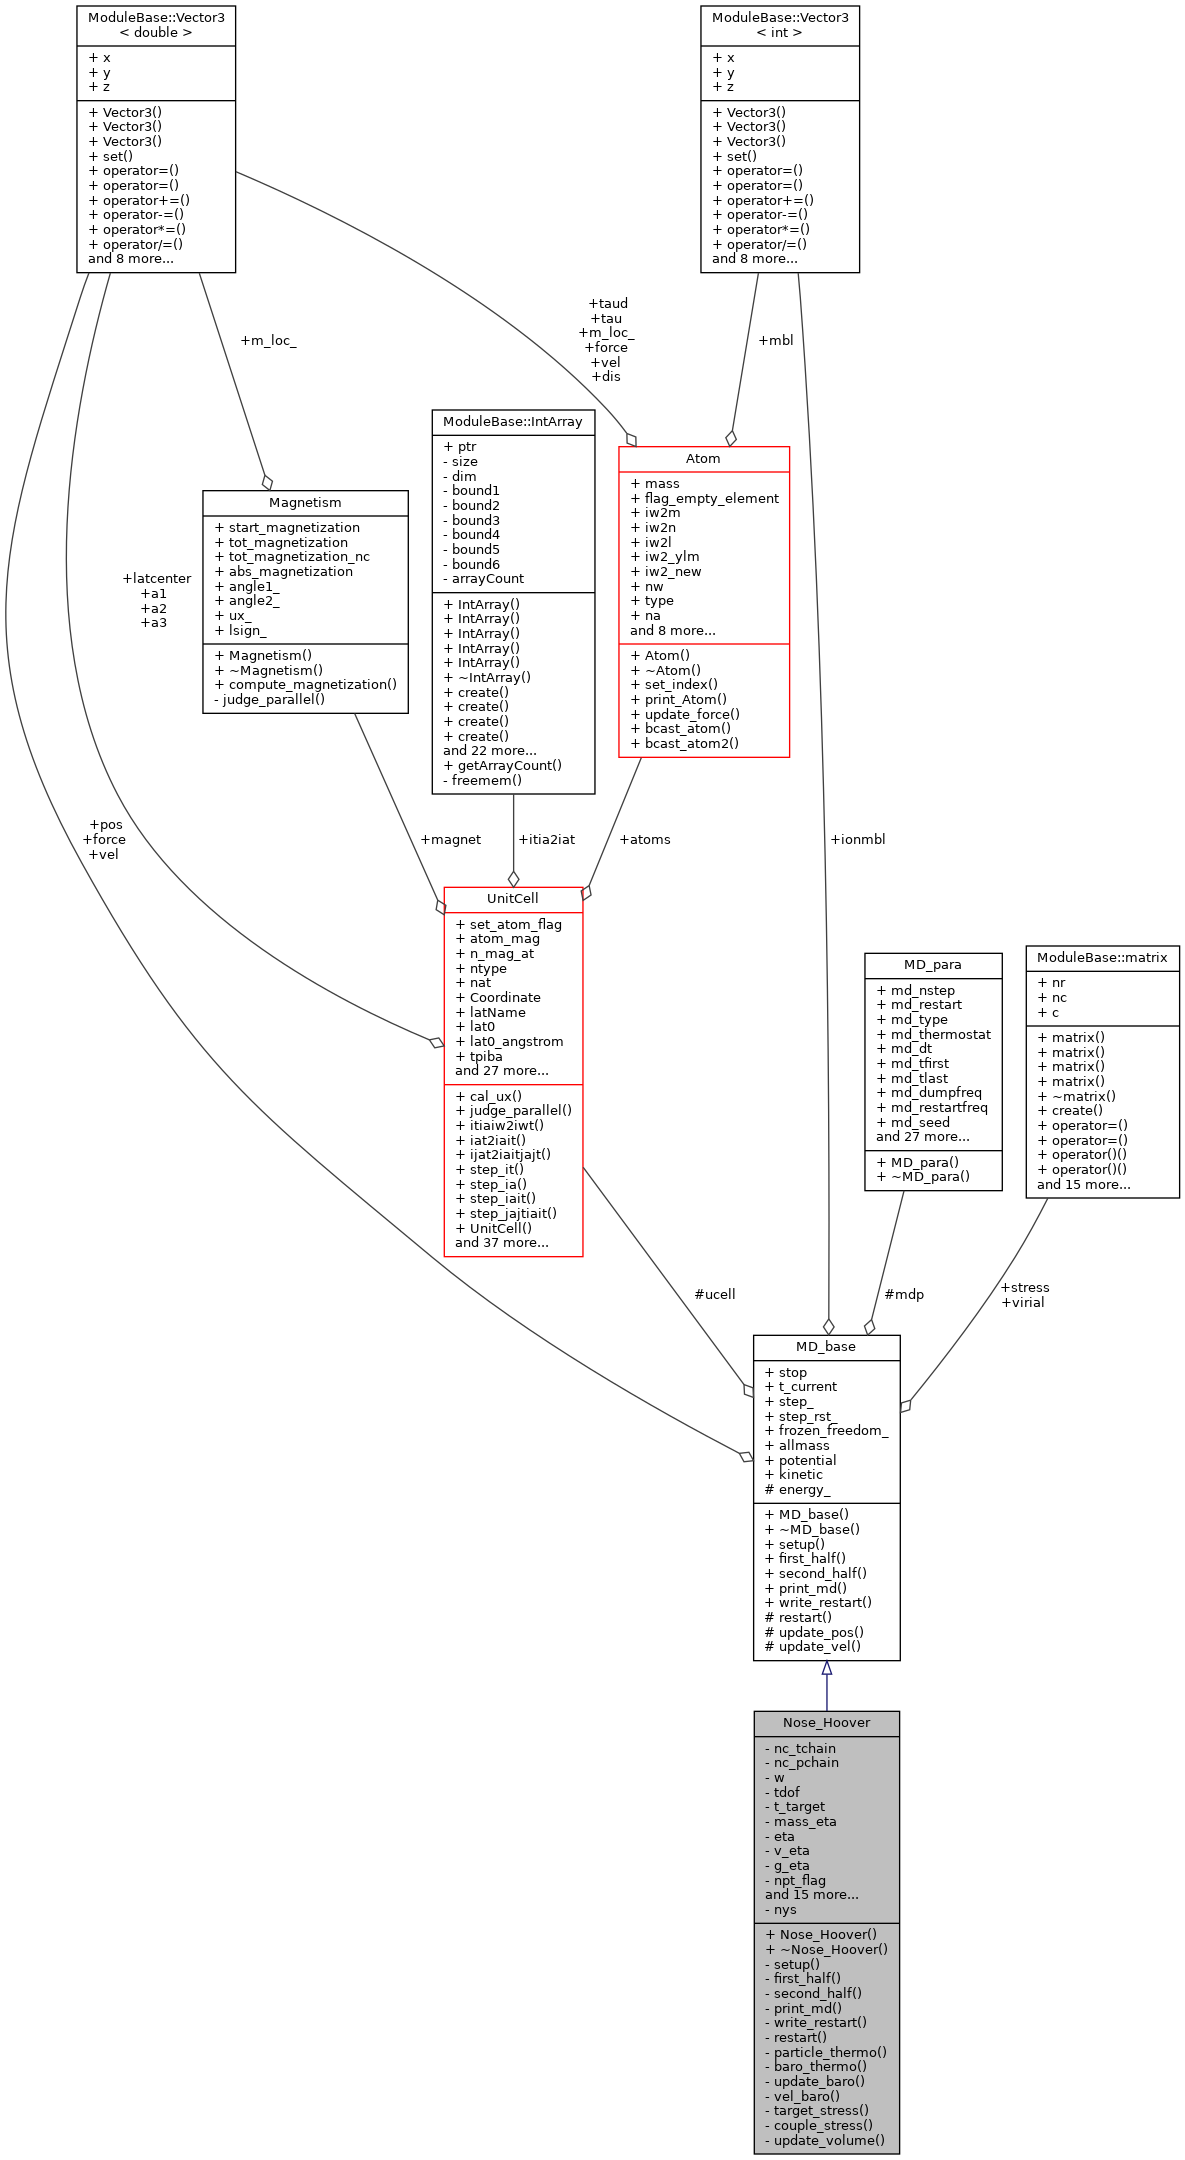 ModuleBase::Vector3
< double >
+ x
+ y
+ z
+ Vector3()
+ Vector3()
+ Vector3()
+ set()
+ operator=()
+ operator=()
+ operator+=()
+ operator-=()
+ operator*=()
+ operator/=()
and 8 more...
ModuleBase::Vector3
< int >
+ x
+ y
+ z
+ Vector3()
+ Vector3()
+ Vector3()
+ set()
+ operator=()
+ operator=()
+ operator+=()
+ operator-=()
+ operator*=()
+ operator/=()
and 8 more...
+m_loc_
+taud
+tau
+m_loc_
+force
+vel
+dis
+mbl
Magnetism
+ start_magnetization
+ tot_magnetization
+ tot_magnetization_nc
+ abs_magnetization
+ angle1_
+ angle2_
+ ux_
+ lsign_
+ Magnetism()
+ ~Magnetism()
+ compute_magnetization()
- judge_parallel()
ModuleBase::IntArray
+ ptr
- size
- dim
- bound1
- bound2
- bound3
- bound4
- bound5
- bound6
- arrayCount
+ IntArray()
+ IntArray()
+ IntArray()
+ IntArray()
+ IntArray()
+ ~IntArray()
+ create()
+ create()
+ create()
+ create()
and 22 more...
+ getArrayCount()
- freemem()
Atom
+ mass
+ flag_empty_element
+ iw2m
+ iw2n
+ iw2l
+ iw2_ylm
+ iw2_new
+ nw
+ type
+ na
and 8 more...
+ Atom()
+ ~Atom()
+ set_index()
+ print_Atom()
+ update_force()
+ bcast_atom()
+ bcast_atom2()
+latcenter
+a1
+a2
+a3
+pos
+force
+vel
+magnet
+itia2iat
+atoms
+ionmbl
UnitCell
+ set_atom_flag
+ atom_mag
+ n_mag_at
+ ntype
+ nat
+ Coordinate
+ latName
+ lat0
+ lat0_angstrom
+ tpiba
and 27 more...
+ cal_ux()
+ judge_parallel()
+ itiaiw2iwt()
+ iat2iait()
+ ijat2iaitjajt()
+ step_it()
+ step_ia()
+ step_iait()
+ step_jajtiait()
+ UnitCell()
and 37 more...
MD_para
+ md_nstep
+ md_restart
+ md_type
+ md_thermostat
+ md_dt
+ md_tfirst
+ md_tlast
+ md_dumpfreq
+ md_restartfreq
+ md_seed
and 27 more...
+ MD_para()
+ ~MD_para()
ModuleBase::matrix
+ nr
+ nc
+ c
+ matrix()
+ matrix()
+ matrix()
+ matrix()
+ ~matrix()
+ create()
+ operator=()
+ operator=()
+ operator()()
+ operator()()
and 15 more...
#ucell
#mdp
+stress
+virial
MD_base
+ stop
+ t_current
+ step_
+ step_rst_
+ frozen_freedom_
+ allmass
+ potential
+ kinetic
# energy_
+ MD_base()
+ ~MD_base()
+ setup()
+ first_half()
+ second_half()
+ print_md()
+ write_restart()
# restart()
# update_pos()
# update_vel()
Nose_Hoover
- nc_tchain
- nc_pchain
- w
- tdof
- t_target
- mass_eta
- eta
- v_eta
- g_eta
- npt_flag
and 15 more...
- nys
+ Nose_Hoover()
+ ~Nose_Hoover()
- setup()
- first_half()
- second_half()
- print_md()
- write_restart()
- restart()
- particle_thermo()
- baro_thermo()
- update_baro()
- vel_baro()
- target_stress()
- couple_stress()
- update_volume()